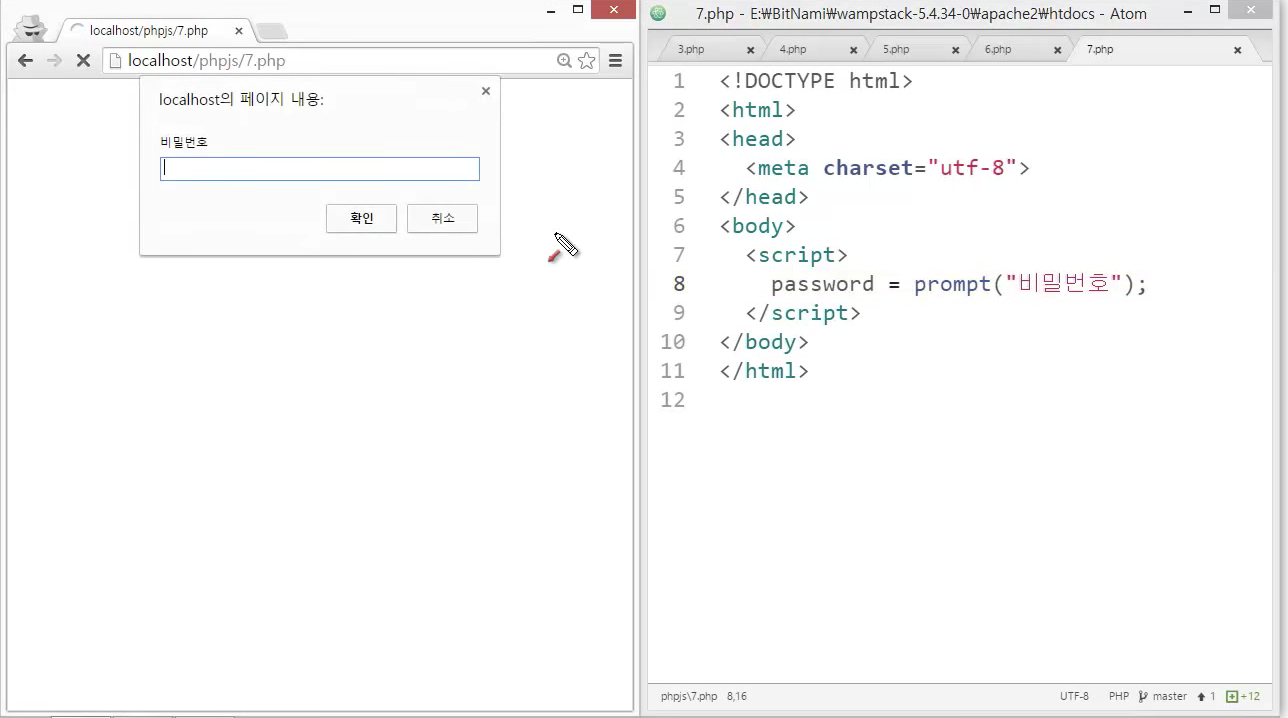 localhost/phpjs/7.php
localhost/phpjs/7.php
localhost의 페이지 내용:
비밀번호
확인
취소
7.php - E:₩BitNami₩wampstack-5.4.34-0₩apache2₩htdocs - Atom
3.php
4.php
5.php
6.php
7.php
1 <!DOCTYPE html>
2 <html>
3 <head>
4 <meta charset="utf-8">
5 </head>
6 <body>
7 <script>
8 password = prompt("비밀번호");
9 </script>
10 </body>
11 </html>
12
phpjs\7.php 8,16
UTF-8 PHP master 1 +12